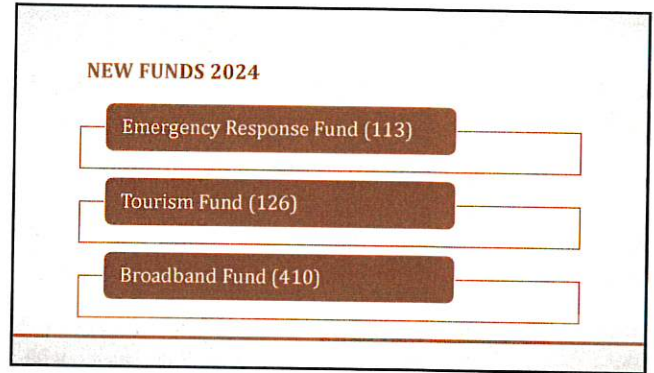 NEW FUNDS 2024
Emergency Response Fund (113)
Tourism Fund (126)
Broadband Fund (410)